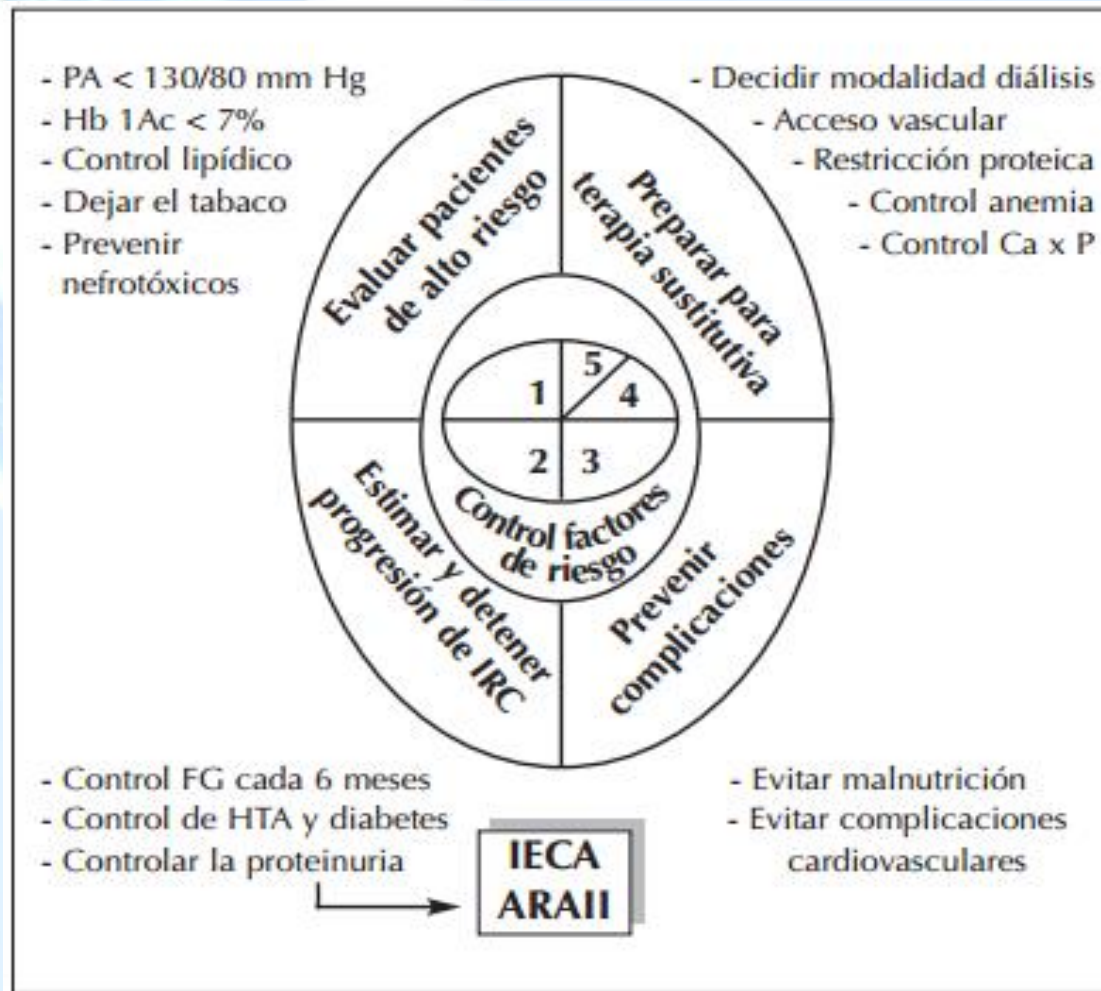 - PA < 130/80 mm Hg
- Hb 1Ac < 7%
- Control lipídico
- Dejar el tabaco
- Prevenir
nefrotóxicos
- Decidir modalidad diálisis
- Acceso vascular
- Restricción proteica
- Control anemia
- Control Ca x P
Evaluar pacientes
de alto riesgo
Preparar para
terapia sustitutiva
1
5
4
2
3
Control factores
de riesgo
Estimar y detener
progresión de IRC
Prevenir
complicaciones
- Control FG cada 6 meses
- Control de HTA y diabetes
- Controlar la proteinuria
IECA
ARAII
- Evitar malnutrición
- Evitar complicaciones
cardiovasculares